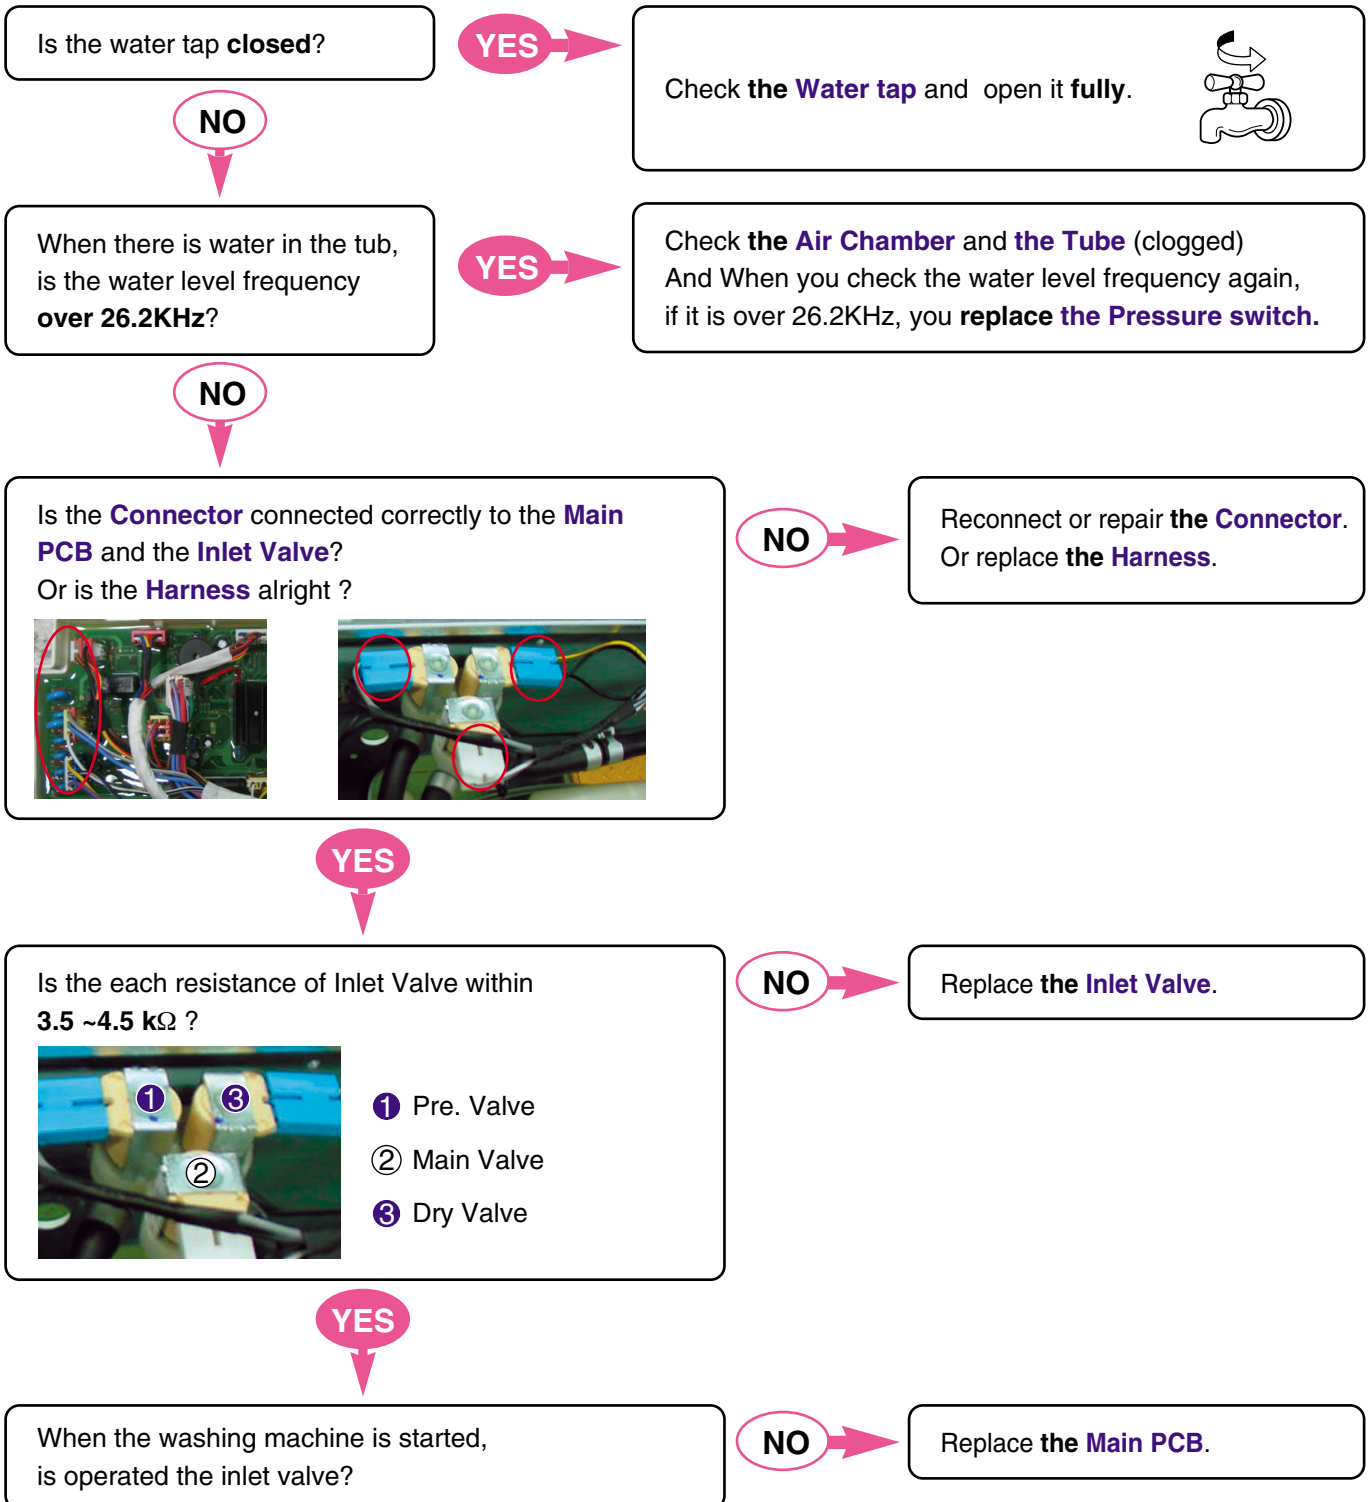 Is the water tap closed?
YES
Check the Water tap and open it fully.
NO
When there is water in the tub,
is the water level frequency
over 26.2KHz?
YES
Check the Air Chamber and the Tube (clogged)
And When you check the water level frequency again,
if it is over 26.2KHz, you replace the Pressure switch.
NO
Is the Connector connected correctly to the Main
PCB and the Inlet Valve?
Or is the Harness alright ?
NO
Reconnect or repair the Connector.
Or replace the Harness.
YES
Is the each resistance of Inlet Valve within
3.5 ~4.5 kΩ ?
1
3
2
❶ Pre. Valve
② Main Valve
❸ Dry Valve
NO
Replace the Inlet Valve.
YES
When the washing machine is started,
is operated the inlet valve?
NO
Replace the Main PCB.